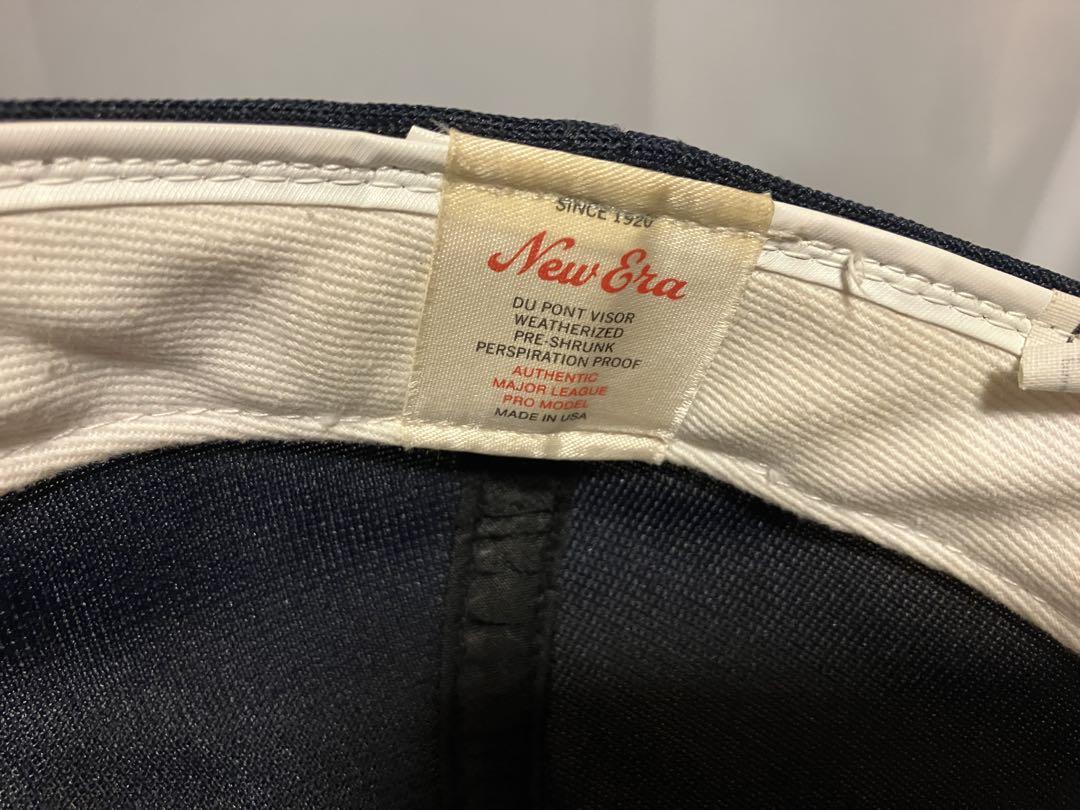 SINCE 1920
New Era
DU PONT VISOR
WEATHERIZED
PRE-SHRUNK
PERSPIRATION PROOF
AUTHENTIC
MAJOR LEAGUE
PRO MODEL
MADE IN USA